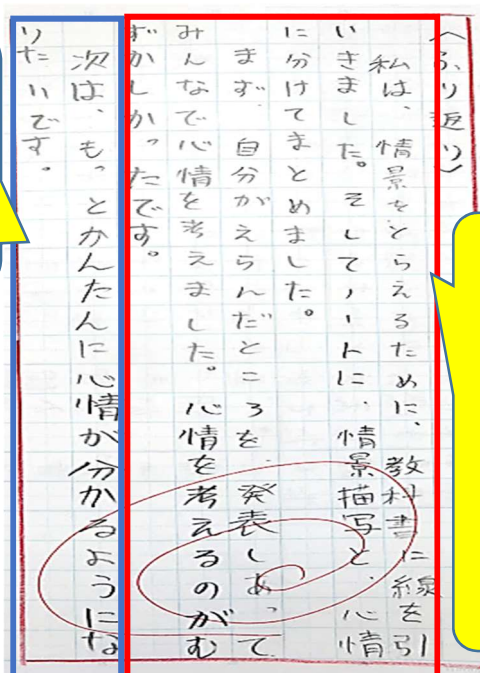 〈ふり返り〉
私は、情景をとらえるために、教科書に線を引
いきました。そしてノートに、情景描写と、心情
に分けてまとめました。
まず、自分がえらんだところを、発表しあって
みんなで心情を考えました。心情を考えるのがむ
ずかしかったです。
次は、もっとかんたんに心情が分かるようにな
りたいです。